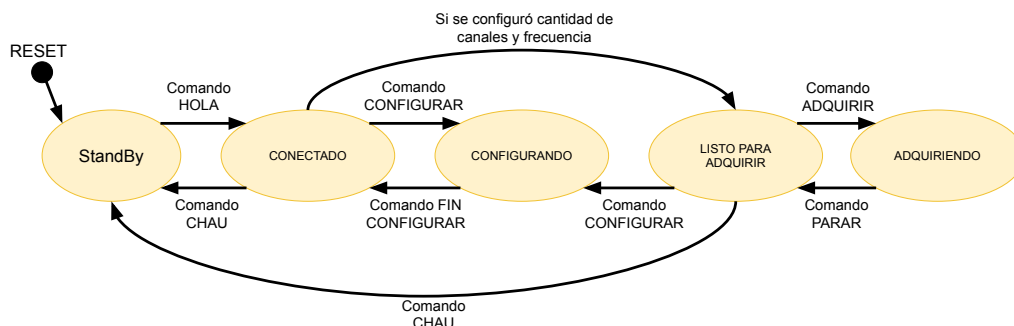 Si se configuró cantidad de
canales y frecuencia
RESET
Comando
HOLA
Comando
CONFIGURAR
Comando
ADQUIRIR
StandBy
CONECTADO
CONFIGURANDO
LISTO PARA
ADQUIRIR
ADQUIRIENDO
Comando
CHAU
Comando FIN
CONFIGURAR
Comando
CONFIGURAR
Comando
PARAR
Comando
CHAU